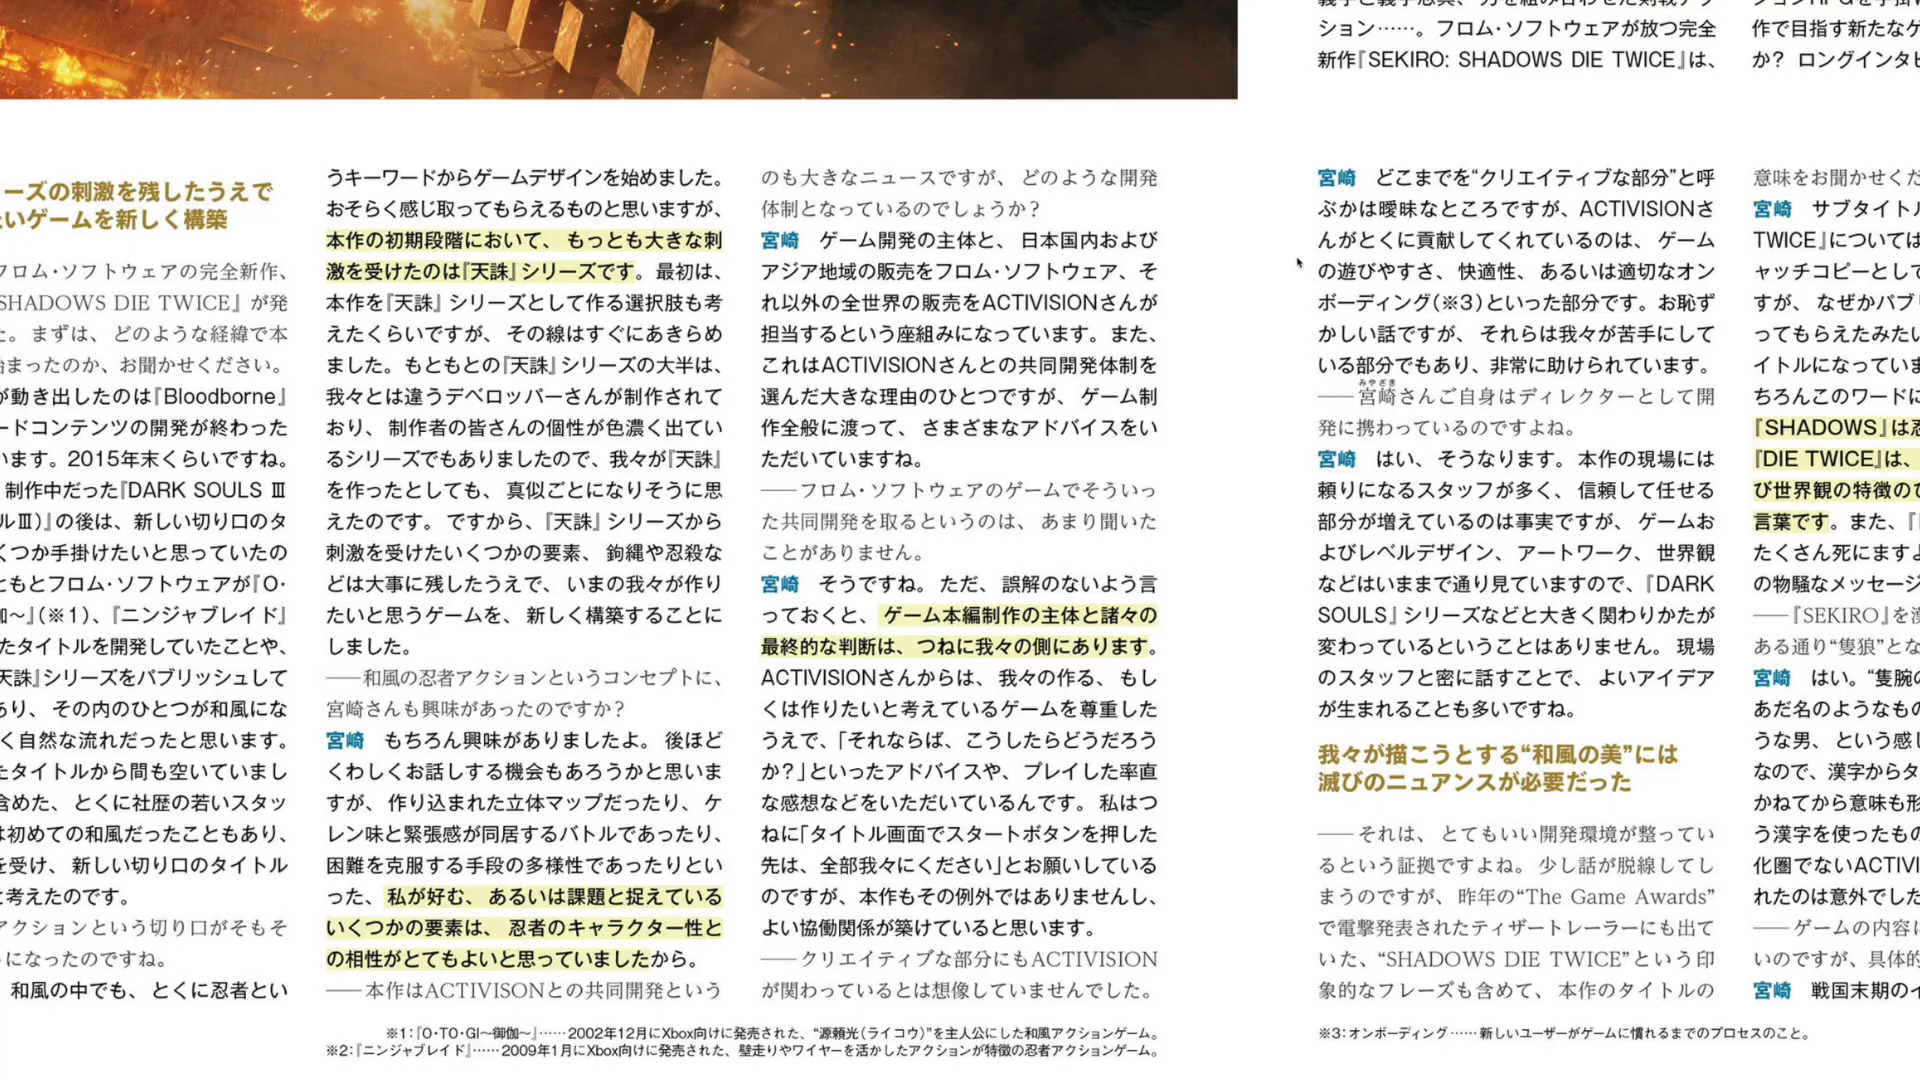 ーズの刺激を残したうえで
いゲームを新しく構築
フロム・ソフトウェアの完全新作、
SHADOWS DIE TWICE』が発
た。まずは、どのような経緯で本
まったのか、お聞かせください。
が動き出したのは『Bloodborne』
ードコンテンツの開発が終わった
います。2015年末くらいですね。
制作中だった『DARK SOULS Ⅲ
ルⅢ)』の後は、新しい切り口のタ
くつか手掛けたいと思っていたの
ともとフロム・ソフトウェアが『O・
伽〜』(※1)、『ニンジャブレイド』
たタイトルを開発していたことや、
天誅』シリーズをパブリッシュして
あり、その内のひとつが和風にな
く自然な流れだったと思います。
たタイトルから間も空いていまし
含めた、とくに社歴の若いスタッ
は初めての和風だったこともあり、
を受け、新しい切り口のタイトル
と考えたのです。
アクションという切り口がそもそ
になったのですね。
和風の中でも、とくに忍者とい
うキーワードからゲームデザインを始めました。
おそらく感じ取ってもらえるものと思いますが、
本作の初期段階において、もっとも大きな刺
激を受けたのは『天誅』シリーズです。最初は、
本作を『天誅』シリーズとして作る選択肢も考
えたくらいですが、その線はすぐにあきらめ
ました。もともとの『天誅』シリーズの大半は、
我々とは違うデベロッパーさんが制作されて
おり、制作者の皆さんの個性が色濃く出てい
るシリーズでもありましたので、我々が『天誅』
を作ったとしても、真似ごとになりそうに思
えたのです。ですから、『天誅』シリーズから
刺激を受けたいくつかの要素、鉤縄や忍殺な
どは大事に残したうえで、いまの我々が作り
たいと思うゲームを、新しく構築することに
しました。
――和風の忍者アクションというコンセプトに、
宮崎さんも興味があったのですか?
宮崎 もちろん興味がありましたよ。後ほど
くわしくお話しする機会もあろうかと思いま
すが、作り込まれた立体マップだったり、ケ
レン味と緊張感が同居するバトルであったり、
困難を克服する手段の多様性であったりとい
った、私が好む、あるいは課題と捉えている
いくつかの要素は、忍者のキャラクター性と
の相性がとてもよいと思っていましたから。
――本作はACTIVISONとの共同開発という
のも大きなニュースですが、どのような開発
体制となっているのでしょうか?
宮崎 ゲーム開発の主体と、日本国内および
アジア地域の販売をフロム・ソフトウェア、そ
れ以外の全世界の販売をACTIVISIONさんが
担当するという座組みになっています。また、
これはACTIVISIONさんとの共同開発体制を
選んだ大きな理由のひとつですが、ゲーム制
作全般に渡って、さまざまなアドバイスをい
ただいていますね。
――フロム・ソフトウェアのゲームでそういっ
た共同開発を取るというのは、あまり聞いた
ことがありません。
宮崎 そうですね。ただ、誤解のないよう言
っておくと、ゲーム本編制作の主体と諸々の
最終的な判断は、つねに我々の側にあります。
ACTIVISIONさんからは、我々の作る、もし
くは作りたいと考えているゲームを尊重した
うえで、「それならば、こうしたらどうだろう
か?」といったアドバイスや、プレイした率直
な感想などをいただいているんです。私はつ
ねに「タイトル画面でスタートボタンを押した
先は、全部我々にください」とお願いしている
のですが、本作もその例外ではありませんし、
よい協働関係が築けていると思います。
――クリエイティブな部分にもACTIVISION
が関わっているとは想像していませんでした。
※1:『O・TO・GI〜御伽〜』……2002年12月にXbox向けに発売された、“源頼光(ライコウ)”を主人公にした和風アクションゲーム。
※2:『ニンジャブレイド』……2009年1月にXbox向けに発売された、壁走りやワイヤーを活かしたアクションが特徴の忍者アクションゲーム。
ション……。フロム・ソフトウェアが放つ完全
新作『SEKIRO: SHADOWS DIE TWICE』は、
作で目指す新たなゲ
か? ロングインタビ
宮崎 どこまでを“クリエイティブな部分”と呼
ぶかは曖昧なところですが、ACTIVISIONさ
んがとくに貢献してくれているのは、ゲーム
の遊びやすさ、快適性、あるいは適切なオン
ボーディング(※3)といった部分です。お恥ず
かしい話ですが、それらは我々が苦手にして
いる部分でもあり、非常に助けられています。
みやざき
――宮崎さんご自身はディレクターとして開
発に携わっているのですよね。
宮崎 はい、そうなります。本作の現場には
頼りになるスタッフが多く、信頼して任せる
部分が増えているのは事実ですが、ゲームお
よびレベルデザイン、アートワーク、世界観
などはいままで通り見ていますので、『DARK
SOULS』シリーズなどと大きく関わりかたが
変わっているということはありません。現場
のスタッフと密に話すことで、よいアイデア
が生まれることも多いですね。
我々が描こうとする“和風の美”には
滅びのニュアンスが必要だった
――それは、とてもいい開発環境が整ってい
るという証拠ですよね。少し話が脱線してし
まうのですが、昨年の“The Game Awards”
で電撃発表されたティザートレーラーにも出て
いた、“SHADOWS DIE TWICE”という印
象的なフレーズも含めて、本作のタイトルの
意味をお聞かせくだ
宮崎 サブタイトル
TWICE』については
ャッチコピーとして
すが、なぜかパブリ
ってもらえたみたい
イトルになっていま
ちろんこのワードに
『SHADOWS』は忍
『DIE TWICE』は、
び世界観の特徴のひ
言葉です。また、『
たくさん死にますよ
の物騒なメッセージ
――『SEKIRO』を漢
ある通り“隻狼”とな
宮崎 はい。“隻腕の
あだ名のようなもの
うな男、という感じ
なので、漢字からタ
かねてから意味も形
う漢字を使ったもの
化圏でないACTIVI
れたのは意外でした
――ゲームの内容に
いのですが、具体的
宮崎 戦国末期のイ
※3:オンボーディング……新しいユーザーがゲームに慣れるまでのプロセスのこと。